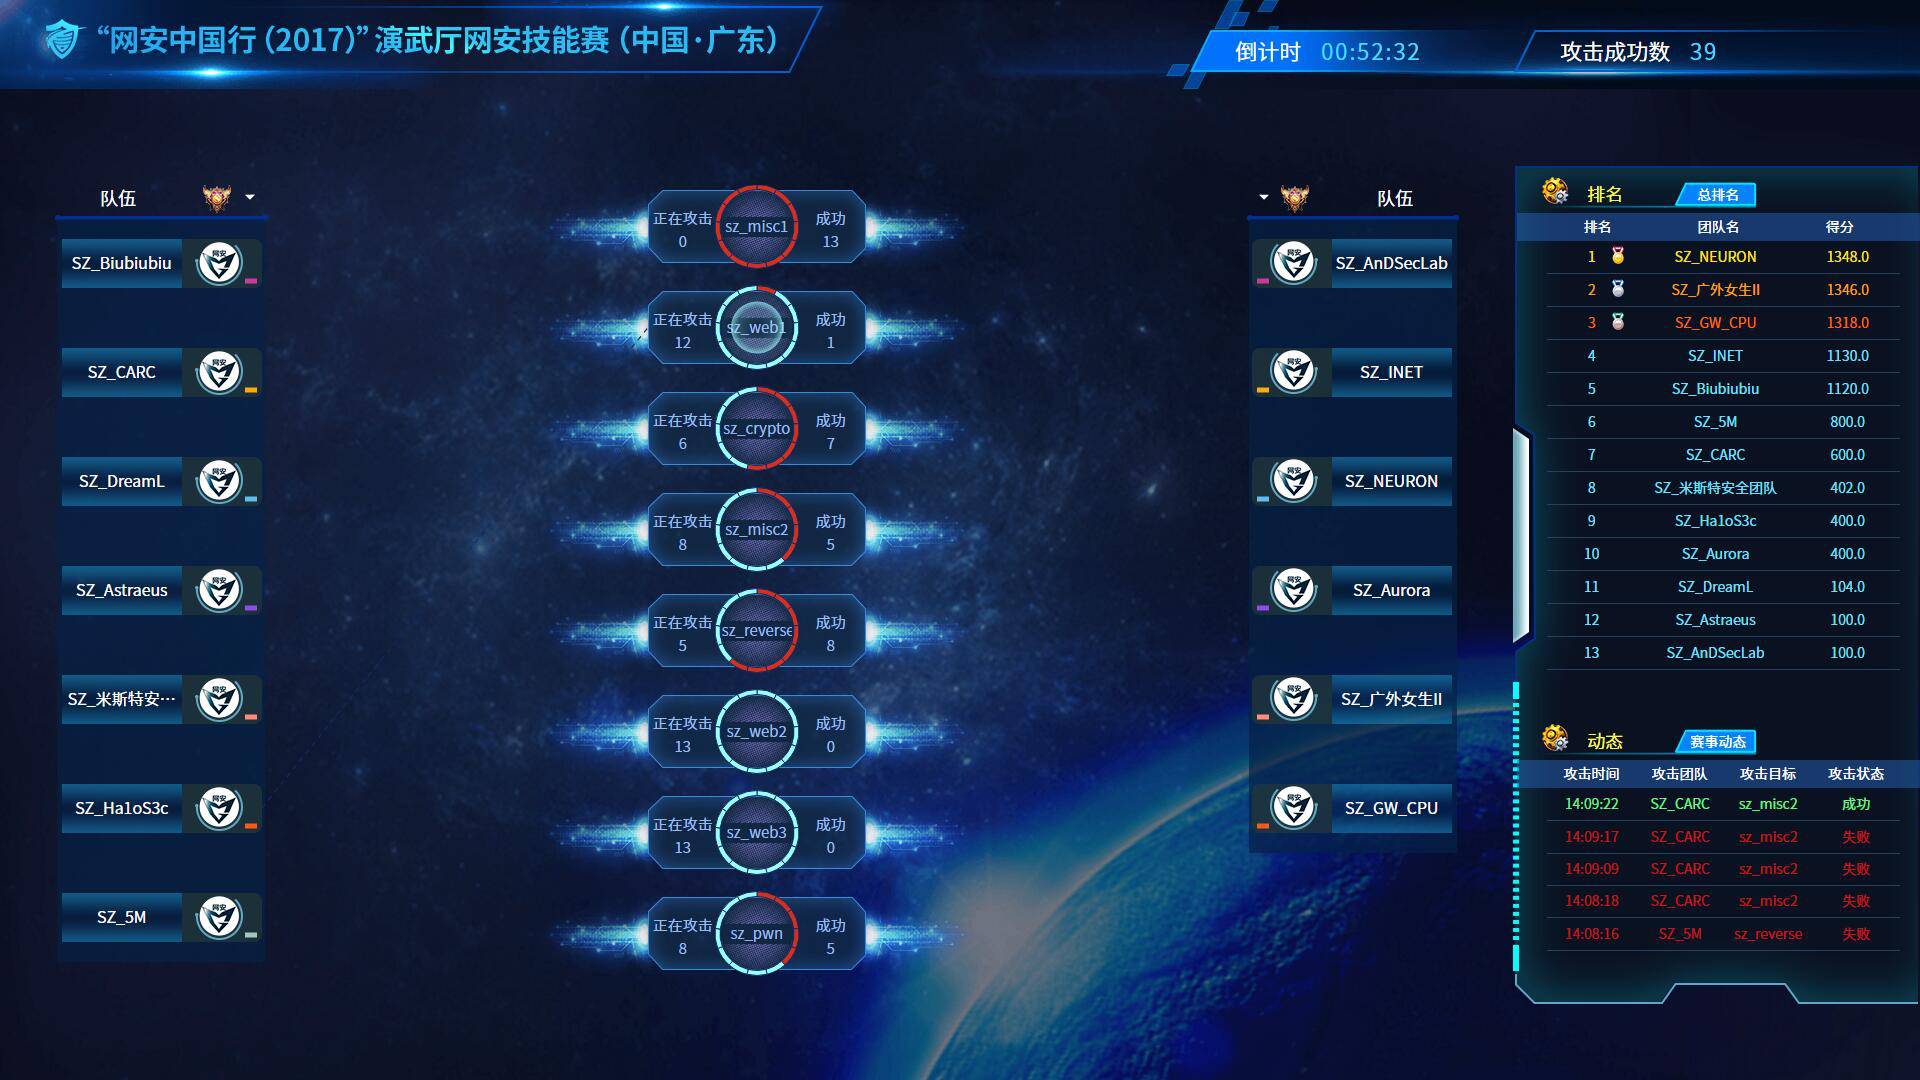 “网安中国行（2017）”演武厅网安技能赛（中国·广东）
倒计时 00:52:32
攻击成功数 39
队伍
SZ_Biubiubiu
SZ_CARC
SZ_DreamL
SZ_Astraeus
SZ_米斯特安···
SZ_Ha1oS3c
SZ_5M
正在攻击 0 sz_misc1 成功 13
正在攻击 12 sz_web1 成功 1
正在攻击 6 sz_crypto 成功 7
正在攻击 8 sz_misc2 成功 5
正在攻击 5 sz_reverse 成功 8
正在攻击 13 sz_web2 成功 0
正在攻击 13 sz_web3 成功 0
正在攻击 8 sz_pwn 成功 5
队伍
SZ_AnDSecLab
SZ_INET
SZ_NEURON
SZ_Aurora
SZ_广外女生II
SZ_GW_CPU
排名 总排名
排名 团队名 得分
1 SZ_NEURON 1348.0
2 SZ_广外女生II 1346.0
3 SZ_GW_CPU 1318.0
4 SZ_INET 1130.0
5 SZ_Biubiubiu 1120.0
6 SZ_5M 800.0
7 SZ_CARC 600.0
8 SZ_米斯特安全团队 402.0
9 SZ_Ha1oS3c 400.0
10 SZ_Aurora 400.0
11 SZ_DreamL 104.0
12 SZ_Astraeus 100.0
13 SZ_AnDSecLab 100.0
动态 赛事动态
攻击时间 攻击团队 攻击目标 攻击状态
14:09:22 SZ_CARC sz_misc2 成功
14:09:17 SZ_CARC sz_misc2 失败
14:09:09 SZ_CARC sz_misc2 失败
14:08:18 SZ_CARC sz_misc2 失败
14:08:16 SZ_5M sz_reverse 失败